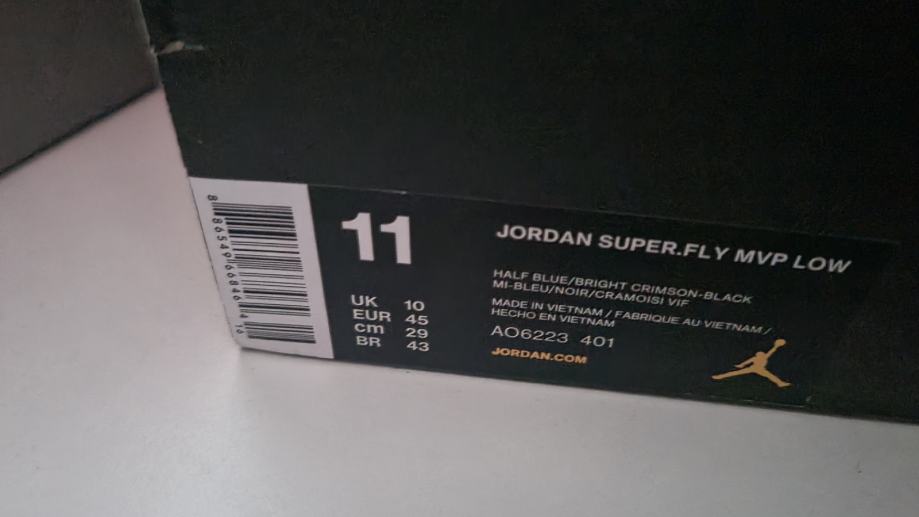 11
UK 10
EUR 45
cm 29
BR 43
JORDAN SUPER.FLY MVP LOW
HALF BLUE/BRIGHT CRIMSON-BLACK
MI-BLEU/NOIR/CRAMOISI VIF
MADE IN VIETNAM / FABRIQUE AU VIETNAM /
HECHO EN VIETNAM
AO6223 401
JORDAN.COM